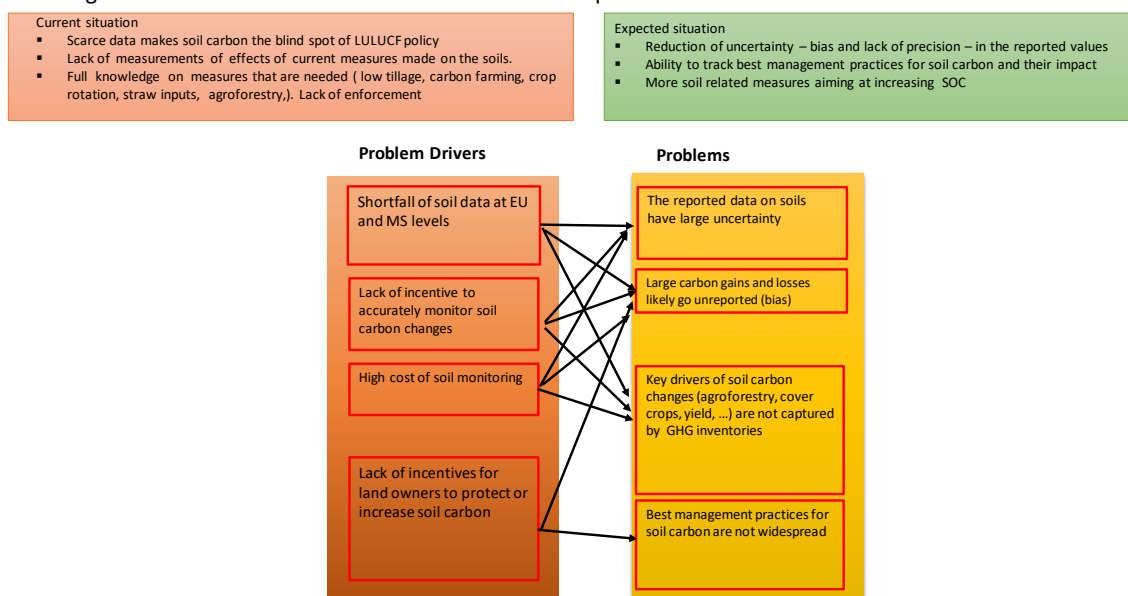 Current situation
▪ Scarce data makes soil carbon the blind spot of LULUCF policy
▪ Lack of measurements of effects of current measures made on the soils.
▪ Full knowledge on measures that are needed ( low tillage, carbon farming, crop
rotation, straw inputs, agroforestry,). Lack of enforcement
Expected situation
▪ Reduction of uncertainty – bias and lack of precision – in the reported values
▪ Ability to track best management practices for soil carbon and their impact
▪ More soil related measures aiming at increasing SOC
Problem Drivers
Shortfall of soil data at EU
and MS levels
Lack of incentive to
accurately monitor soil
carbon changes
High cost of soil monitoring
Lack of incentives for
land owners to protect or
increase soil carbon
Problems
The reported data on soils
have large uncertainty
Large carbon gains and losses
likely go unreported (bias)
Key drivers of soil carbon
changes (agroforestry, cover
crops, yield, ...) are not captured
by GHG inventories
Best management practices for
soil carbon are not widespread